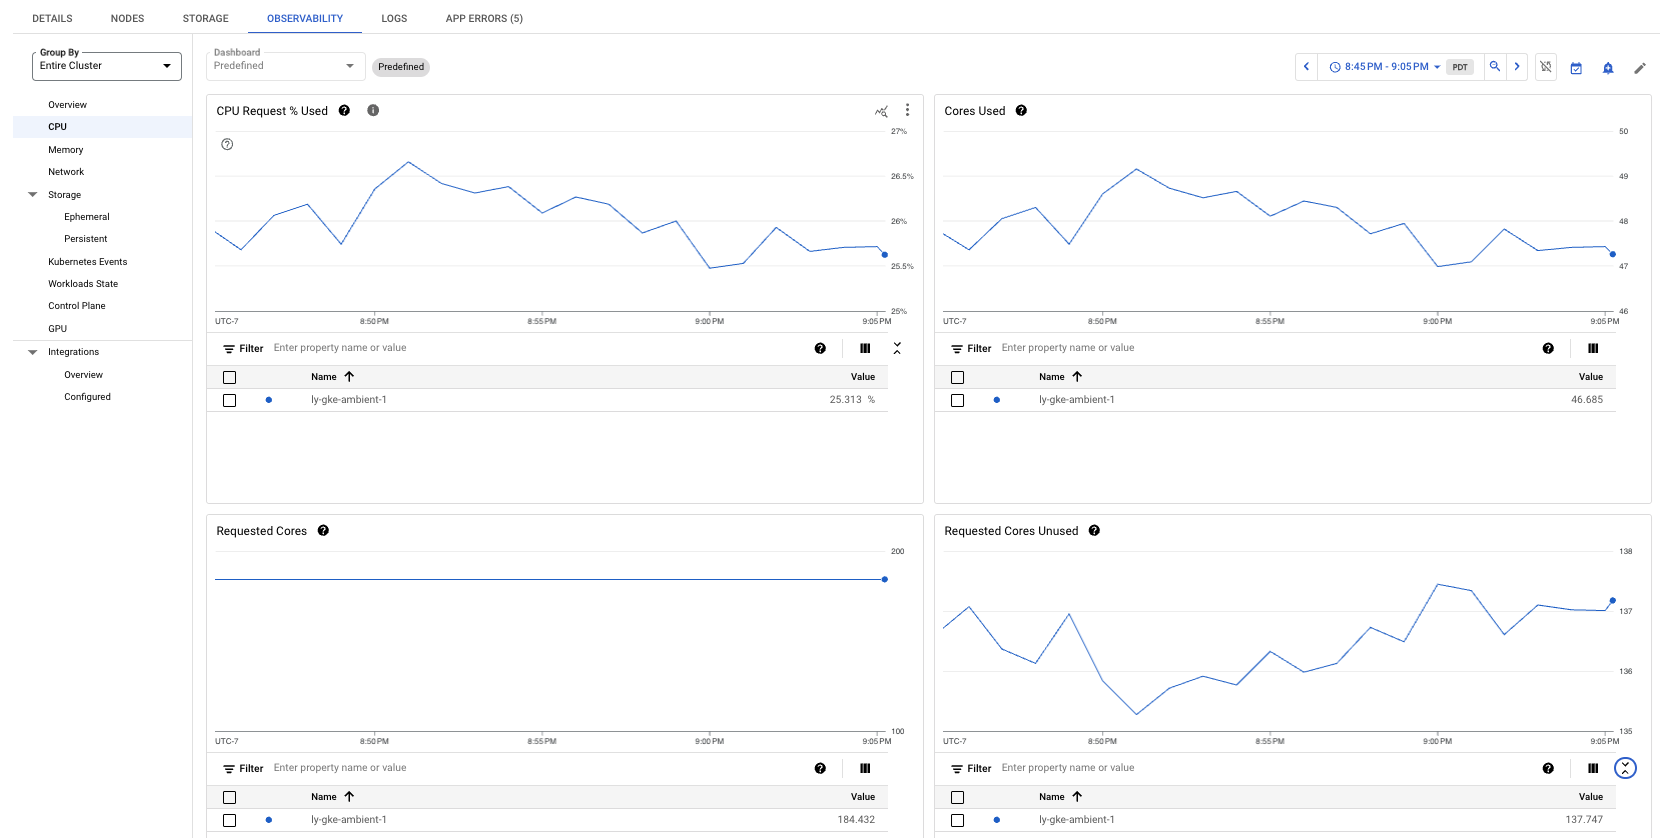 DETAILS NODES STORAGE OBSERVABILITY LOGS APP ERRORS (5)
Group By
Entire Cluster
Overview
CPU
Memory
Network
Storage
Ephemeral
Persistent
Kubernetes Events
Workloads State
Control Plane
GPU
Integrations
Overview
Configured
Dashboard
Predefined
Predefined
8:45 PM - 9:05 PM PDT
CPU Request % Used
27%
26.5%
26%
25.5%
25%
UTC-7 8:50 PM 8:55 PM 9:00 PM 9:05 PM
Filter Enter property name or value
Name Value
ly-gke-ambient-1 25.313 %
Cores Used
50
49
48
47
46
UTC-7 8:50 PM 8:55 PM 9:00 PM 9:05 PM
Filter Enter property name or value
Name Value
ly-gke-ambient-1 46.685
Requested Cores
200
100
UTC-7 8:50 PM 8:55 PM 9:00 PM 9:05 PM
Filter Enter property name or value
Name Value
ly-gke-ambient-1 184.432
Requested Cores Unused
138
137
136
135
UTC-7 8:50 PM 8:55 PM 9:00 PM 9:05 PM
Filter Enter property name or value
Name Value
ly-gke-ambient-1 137.747